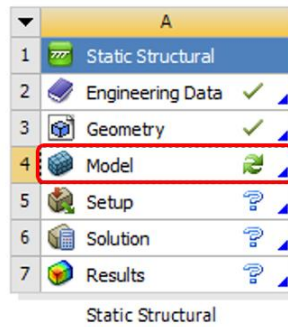 A
1 Static Structural
2 Engineering Data
3 Geometry
4 Model
5 Setup
6 Solution
7 Results
Static Structural